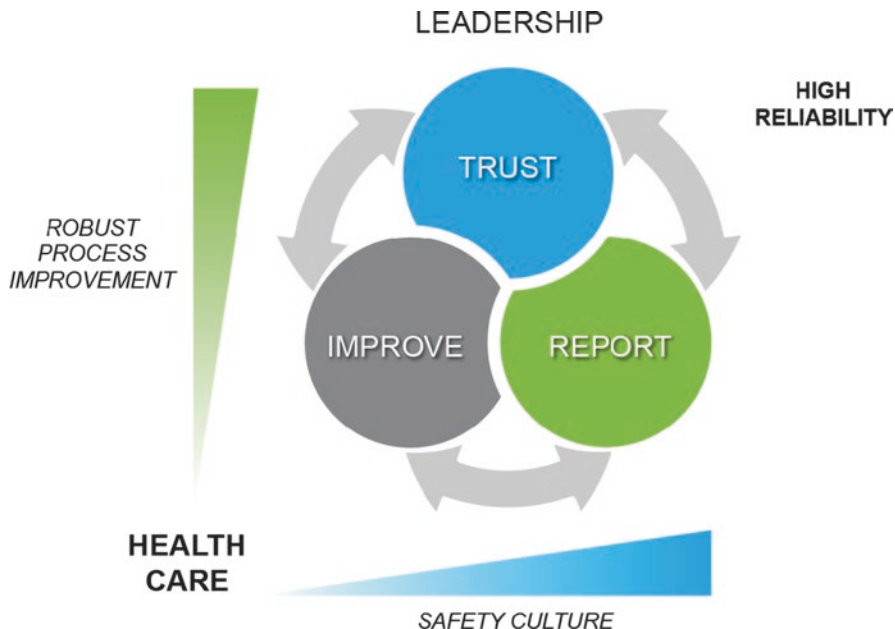 LEADERSHIP
HIGH
RELIABILITY
TRUST
ROBUST
PROCESS
IMPROVEMENT
IMPROVE
REPORT
HEALTH
CARE
SAFETY CULTURE